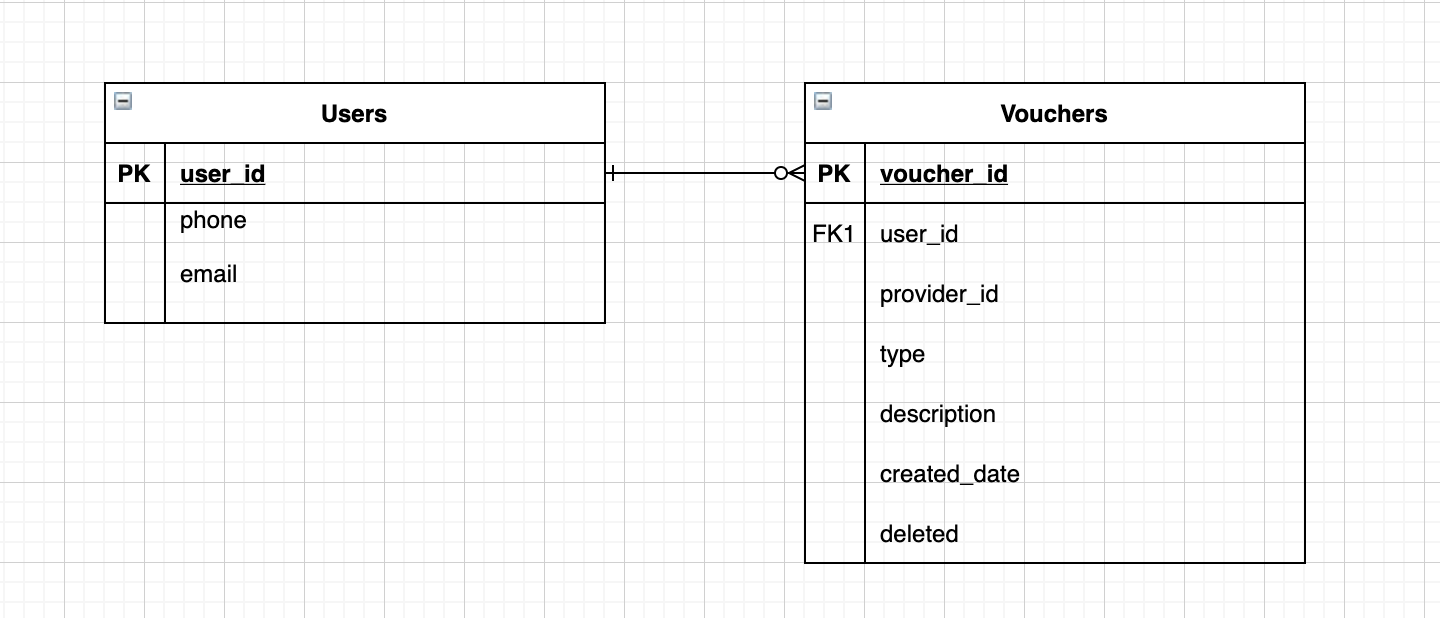 Users
PK user_id
phone
email
Vouchers
PK voucher_id
FK1 user_id
provider_id
type
description
created_date
deleted